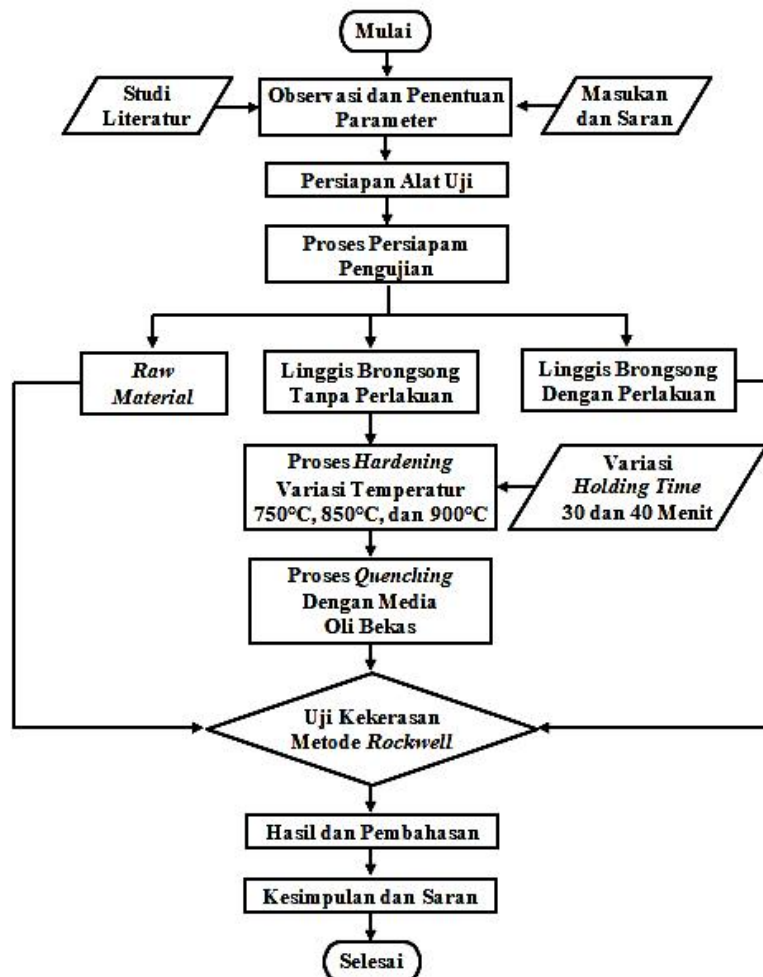 Mulai
Studi
Literatur
Observasi dan Penentuan
Parameter
Masukan
dan Saran
Persiapan Alat Uji
Proses Persiapam
Pengujian
Raw
Material
Linggis Brongsong
Tanpa Perlakuan
Linggis Brongsong
Dengan Perlakuan
Proses Hardening
Variasi Temperatur
750°C, 850°C, dan 900°C
Variasi
Holding Time
30 dan 40 Menit
Proses Quenching
Dengan Media
Oli Bekas
Uji Kekerasan
Metode Rockwell
Hasil dan Pembahasan
Kesimpulan dan Saran
Selesai